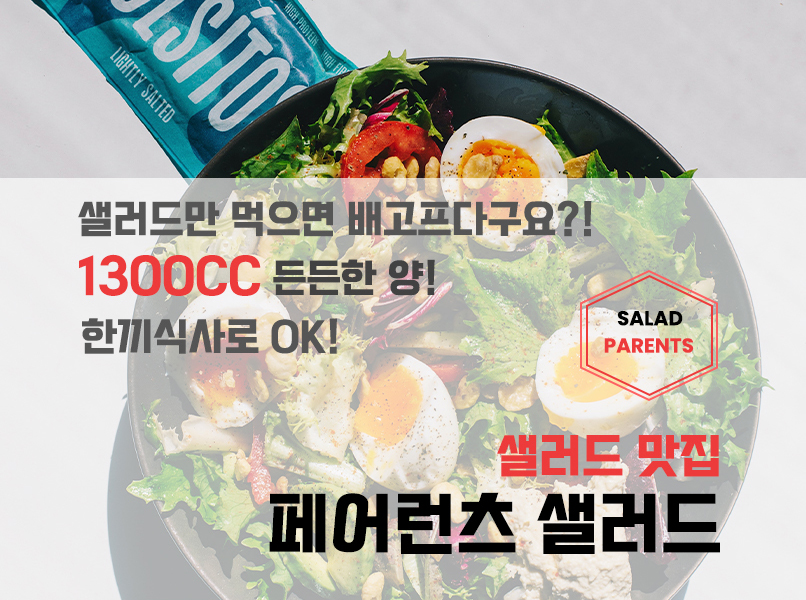 HIGH PROTEIN
LIGHTLY SALTED
샐러드만 먹으면 배고프다구요?!
1300CC 든든한 양!
한끼식사로 OK!
SALAD
PARENTS
샐러드 맛집
페어런츠 샐러드